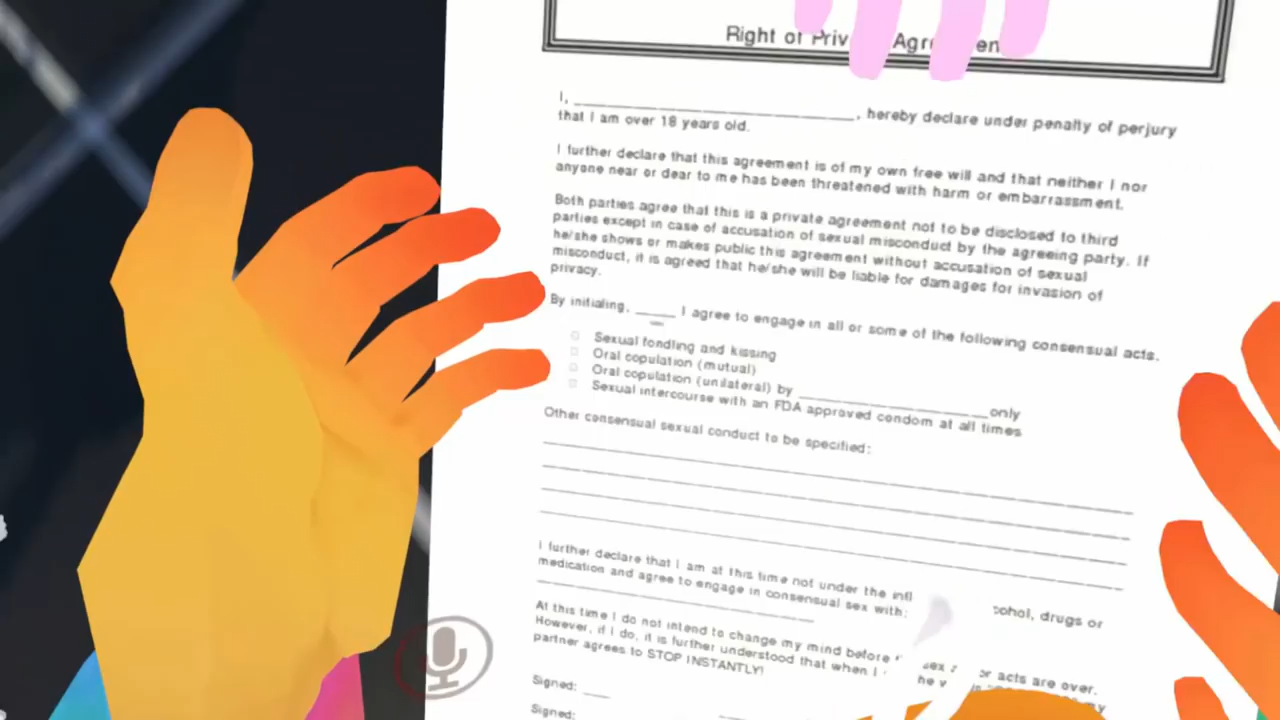 Right of Priv Agr en
I, ____________________, hereby declare under penalty of perjury
that I am over 18 years old.
I further declare that this agreement is of my own free will and that neither I nor
anyone near or dear to me has been threatened with harm or embarrassment.
Both parties agree that this is a private agreement not to be disclosed to third
parties except in case of accusation of sexual misconduct by the agreeing party. If
he/she shows or makes public this agreement without accusation of sexual
misconduct, it is agreed that he/she will be liable for damages for invasion of
privacy.
By initialing, _____ I agree to engage in all or some of the following consensual acts.
Sexual fondling and kissing
Oral copulation (mutual)
Oral copulation (unilateral) by ____________________only
Sexual intercourse with an FDA approved condom at all times
Other consensual sexual conduct to be specified:
I further declare that I am at this time not under the infl cohol, drugs or
medication and agree to engage in consensual sex with:
At this time I do not intend to change my mind before sex or acts are over.
However, if I do, it is further understood that when I he my
partner agrees to STOP INSTANTLY!
Signed: ___
Signed: